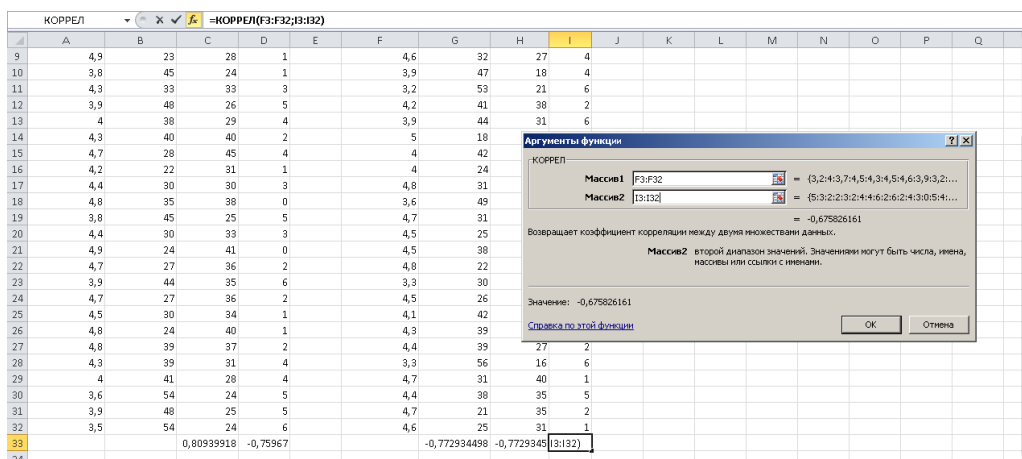 КОРРЕЛ fx =КОРРЕЛ(F3:F32;I3:I32)
A B C D E F G H I J K L M N O P Q
9 4,9 23 28 1 4,6 32 27 4
10 3,8 45 24 1 3,9 47 18 4
11 4,3 33 33 3 3,2 53 21 6
12 3,9 48 26 5 4,2 41 38 2
13 4 38 29 4 3,9 44 31 6
14 4,3 40 40 2 5 18
15 4,7 28 45 4 4 42
16 4,2 22 31 1 4 24
17 4,4 30 30 3 4,8 31
18 4,8 35 38 0 3,6 49
19 3,8 45 25 5 4,7 31
20 4,4 30 33 3 4,5 25
21 4,9 24 41 0 4,5 38
22 4,7 27 36 2 4,8 22
23 3,9 44 35 6 3,3 30
24 4,7 27 36 2 4,5 26
25 4,5 30 34 1 4,1 42
26 4,8 24 40 1 4,3 39
27 4,8 39 37 2 4,4 39 27 2
28 4,3 39 31 4 3,3 56 16 6
29 4 41 28 4 4,7 31 40 1
30 3,6 54 24 5 4,4 38 35 5
31 3,9 48 25 5 4,7 21 35 2
32 3,5 54 24 6 4,6 25 31 1
33 0,80939918 -0,75967 -0,772934498 -0,7729345 I3:I32)
Аргументы функции
КОРРЕЛ
Массив1 F3:F32 = {3,2:4:3,7:4,5:4,3:4,5:4,6:3,9:3,2:...
Массив2 I3:I32 = {5:3:2:2:3:2:4:4:6:2:6:2:4:3:0:5:4:...
= -0,675826161
Возвращает коэффициент корреляции между двумя множествами данных.
Массив2 второй диапазон значений. Значениями могут быть числа, имена,
массивы или ссылки с именами.
Значение: -0,675826161
Справка по этой функции
ОК Отмена